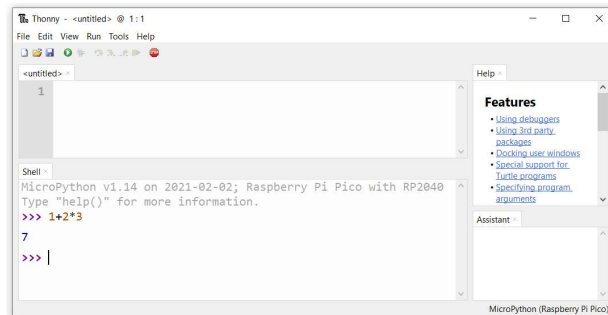 Thonny - <untitled> @ 1 : 1
File Edit View Run Tools Help
<untitled> ×
1
Shell ×
MicroPython v1.14 on 2021-02-02; Raspberry Pi Pico with RP2040
Type "help()" for more information.
>>> 1+2*3
7
>>>
Help ×
Features
• Using debuggers
• Using 3rd party
packages
• Docking user windows
• Special support for
Turtle programs
• Specifying program
arguments
Assistant ×
MicroPython (Raspberry Pi Pico)